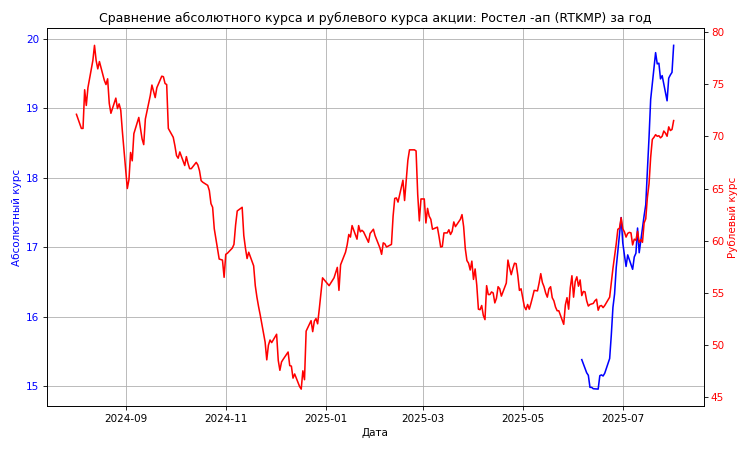 Сравнение абсолютного курса и рублевого курса акции: Ростел -ап (RTKMP) за год
Абсолютный курс
20
19
18
17
16
15
80
75
70
65
60
55
50
45
Рублевый курс
2024-09 2024-11 2025-01 2025-03 2025-05 2025-07
Дата